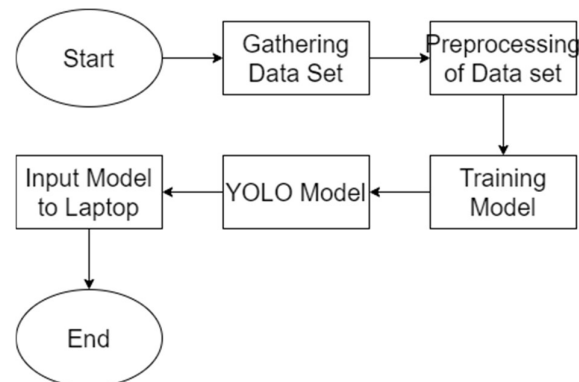 Start
Gathering
Data Set
Preprocessing
of Data set
Training
Model
YOLO Model
Input Model
to Laptop
End